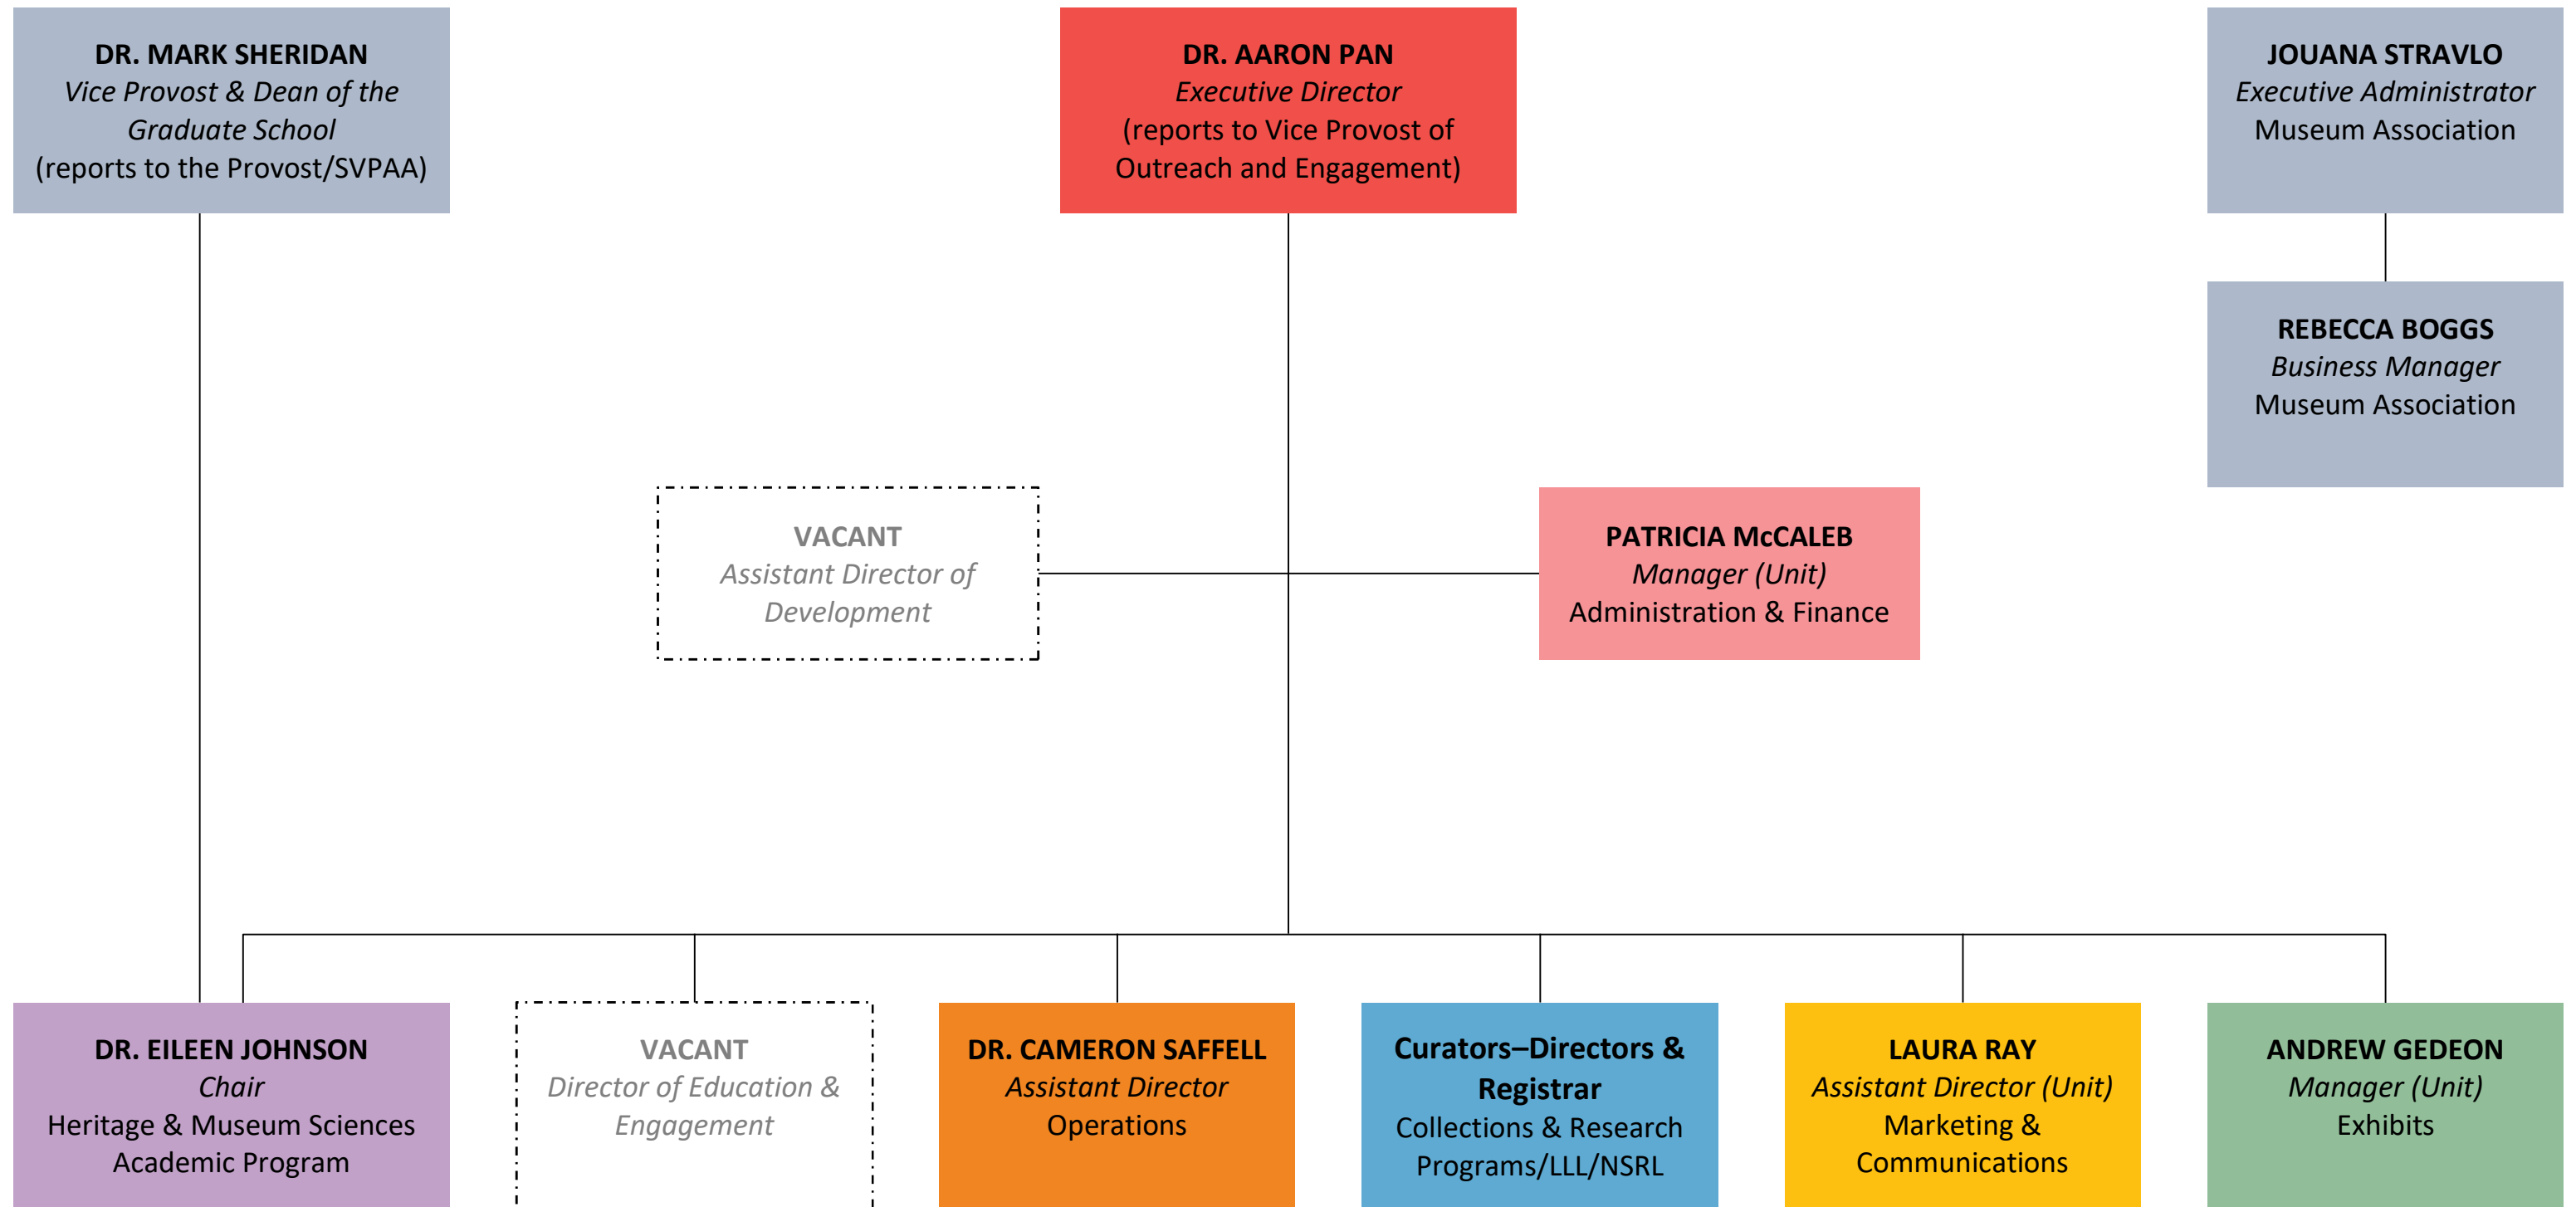 DR. MARK SHERIDAN
Vice Provost & Dean of the
Graduate School
(reports to the Provost/SVPAA)
DR. AARON PAN
Executive Director
(reports to Vice Provost of
Outreach and Engagement)
JOUANA STRAVLO
Executive Administrator
Museum Association
REBECCA BOGGS
Business Manager
Museum Association
VACANT
Assistant Director of
Development
PATRICIA McCALEB
Manager (Unit)
Administration & Finance
DR. EILEEN JOHNSON
Chair
Heritage & Museum Sciences
Academic Program
VACANT
Director of Education &
Engagement
DR. CAMERON SAFFELL
Assistant Director
Operations
Curators–Directors &
Registrar
Collections & Research
Programs/LLL/NSRL
LAURA RAY
Assistant Director (Unit)
Marketing &
Communications
ANDREW GEDEON
Manager (Unit)
Exhibits